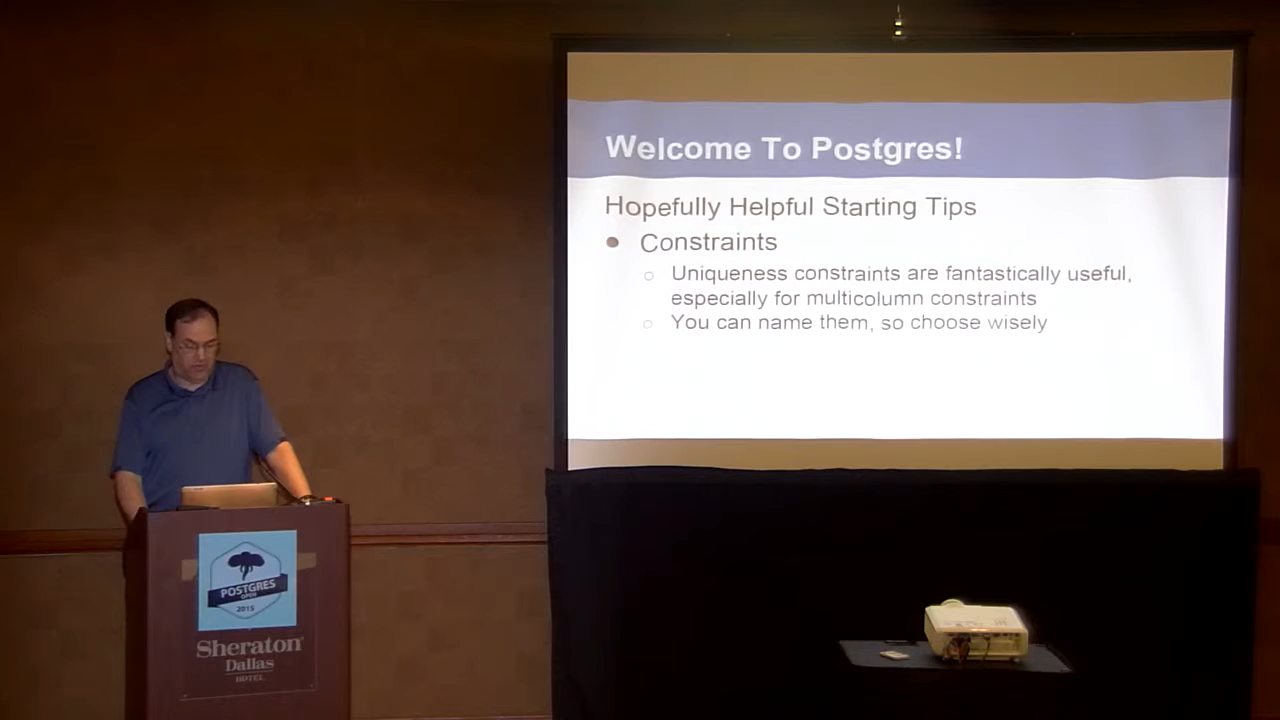 Welcome To Postgres!
Hopefully Helpful Starting Tips
Constraints
Uniqueness constraints are fantastically useful,
especially for multicolumn constraints
You can name them, so choose wisely
POSTGRES
OPEN
2015
Sheraton
Dallas
HOTEL